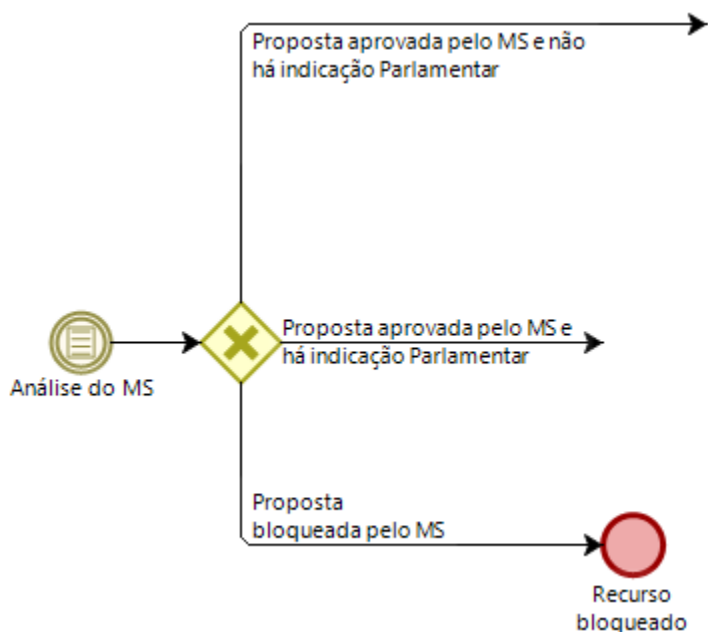 Proposta aprovada pelo MS e não
há indicação Parlamentar
Proposta aprovada pelo MS e
há indicação Parlamentar
Análise do MS
Proposta
bloqueada pelo MS
Recurso
bloqueado